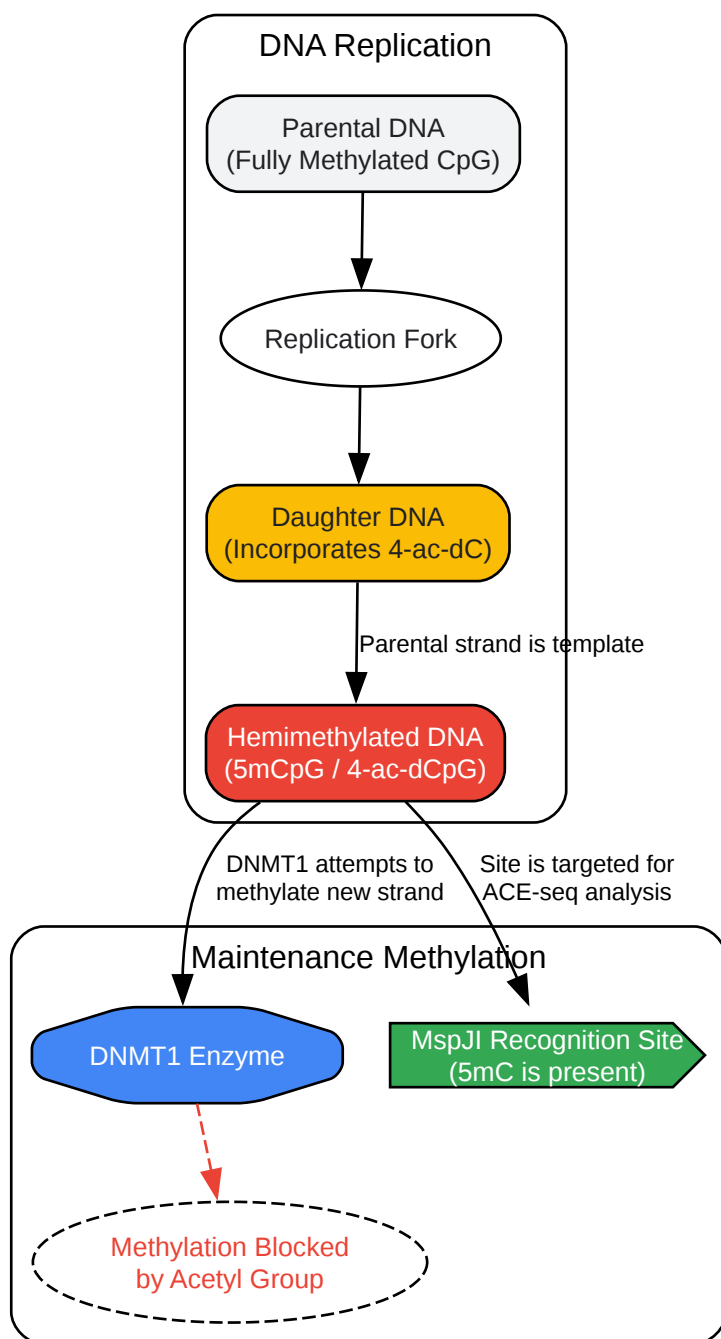 DNA Replication
Parental DNA
(Fully Methylated CpG)
Replication Fork
Daughter DNA
(Incorporates 4-ac-dC)
Parental strand is template
Hemimethylated DNA
(5mCpG / 4-ac-dCpG)
DNMT1 attempts to
methylate new strand
Site is targeted for
ACE-seq analysis
Maintenance Methylation
DNMT1 Enzyme
MspJI Recognition Site
(5mC is present)
Methylation Blocked
by Acetyl Group